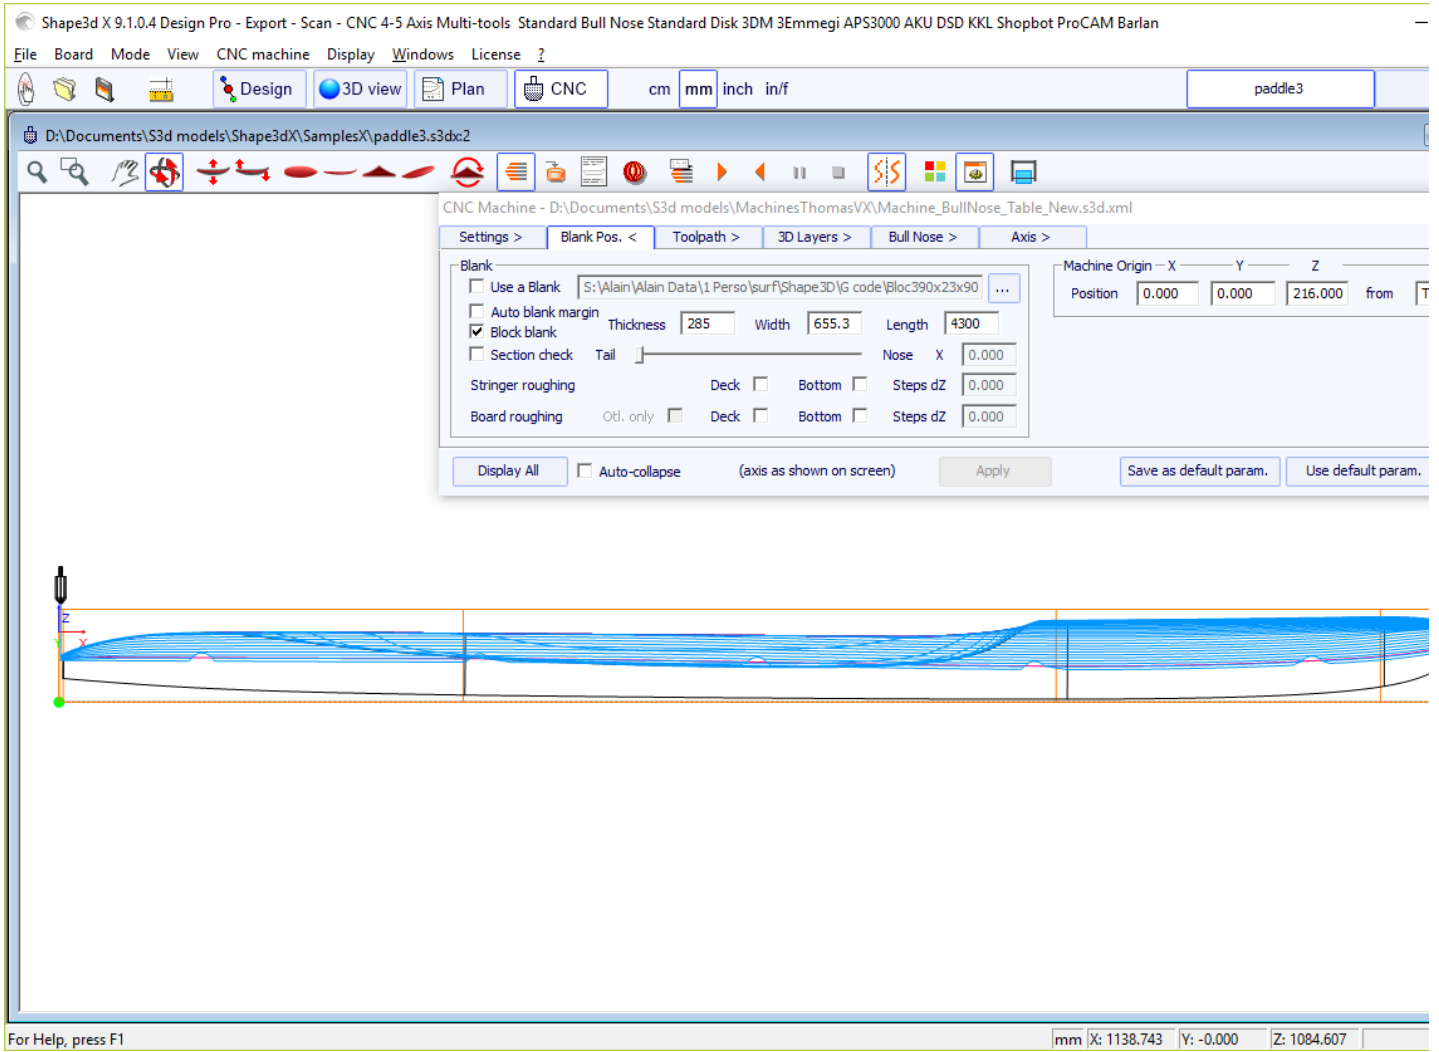 Shape3d X 9.1.0.4 Design Pro - Export - Scan - CNC 4-5 Axis Multi-tools  Standard Bull Nose Standard Disk 3DM 3Emmegi APS3000 AKU DSD KKL Shopbot ProCAM Barlan
File Board Mode View CNC machine Display Windows License ?
Design 3D view Plan CNC cm mm inch in/f paddle3
D:\Documents\S3d models\Shape3dX\SamplesX\paddle3.s3dx:2
CNC Machine - D:\Documents\S3d models\MachinesThomasVX\Machine_BullNose_Table_New.s3d.xml
Settings > Blank Pos. < Toolpath > 3D Layers > Bull Nose > Axis >
Blank Machine Origin X Y Z
Use a Blank S:\Alain\Alain Data\1 Perso\surf\Shape3D\G code\Bloc390x23x90 ... Position 0.000 0.000 216.000 from T
Auto blank margin
Block blank Thickness 285 Width 655.3 Length 4300
Section check Tail Nose X 0.000
Stringer roughing Deck Bottom Steps dZ 0.000
Board roughing Otl. only Deck Bottom Steps dZ 0.000
Display All Auto-collapse (axis as shown on screen) Apply Save as default param. Use default param.
Z
X
Y
For Help, press F1 mm X: 1138.743 Y: -0.000 Z: 1084.607